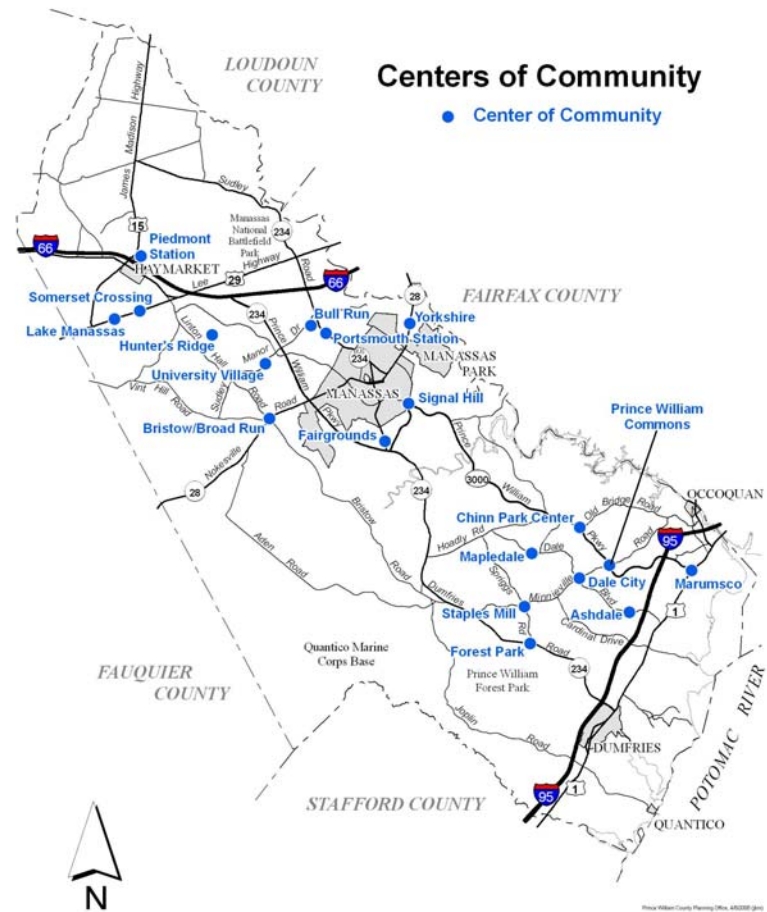 Centers of Community
Center of Community
LOUDOUN
COUNTY
James Madison Highway
Sudley
Road
234
15
66
Piedmont
Station
HAYMARKET
Manassas
National
Battlefield
Park
Lee
29
Highway
66
28
FAIRFAX COUNTY
Somerset Crossing
Lake Manassas
Linton
Hall
Road
Hunter's Ridge
234
Prince
William
Pkwy
Bull Run
Portsmouth Station
Yorkshire
MANASSAS
PARK
234
Sudley
Manor
Dr
University Village
Vint Hill
Road
Road
MANASSAS
Signal Hill
Bristow/Broad Run
Fairgrounds
Nokesville
28
Prince
3000
William
Pkwy
234
Prince William
Commons
OCCOQUAN
Old
Bridge
Road
95
Chinn Park Center
Hoadly Rd
Mapledale
Dale
Blvd
Road
Dale City
Marumsco
1
Spriggs
Rd
Minnieville
Ashdale
Cardinal Drive
Bristow
Road
Aden
Road
Dumfries
Road
Staples Mill
Forest Park
234
Quantico Marine
Corps Base
Prince William
Forest Park
FAUQUIER
COUNTY
Joplin
Road
DUMFRIES
POTOMAC RIVER
STAFFORD COUNTY
95
1
QUANTICO
N